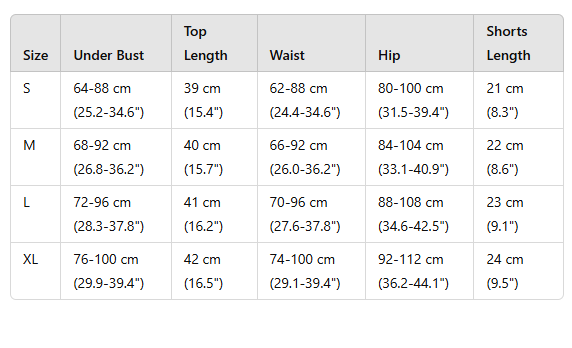 Size Under Bust Top Length Waist Hip Shorts Length
S 64-88 cm 39 cm 62-88 cm 80-100 cm 21 cm
(25.2-34.6") (15.4") (24.4-34.6") (31.5-39.4") (8.3")
M 68-92 cm 40 cm 66-92 cm 84-104 cm 22 cm
(26.8-36.2") (15.7") (26.0-36.2") (33.1-40.9") (8.6")
L 72-96 cm 41 cm 70-96 cm 88-108 cm 23 cm
(28.3-37.8") (16.2") (27.6-37.8") (34.6-42.5") (9.1")
XL 76-100 cm 42 cm 74-100 cm 92-112 cm 24 cm
(29.9-39.4") (16.5") (29.1-39.4") (36.2-44.1") (9.5")